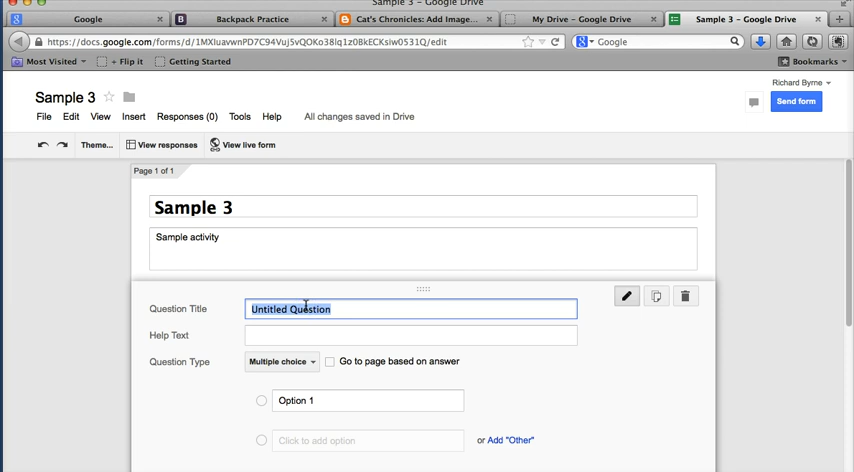 Sample 3 – Google Drive
Google
Backpack Practice
Cat's Chronicles: Add Image...
My Drive – Google Drive
Sample 3 – Google Drive
https://docs.google.com/forms/d/1MXIuavwnPD7C94Vuj5vQOKo38lq1z0BkECKsiw0531Q/edit
Google
Most Visited
+ Flip it
Getting Started
Bookmarks
Richard Byrne
Sample 3
Send form
File Edit View Insert Responses (0) Tools Help All changes saved in Drive
Theme...
View responses
View live form
Page 1 of 1
Sample 3
Sample activity
Question Title
Untitled Question
Help Text
Question Type
Multiple choice
Go to page based on answer
Option 1
Click to add option
or Add "Other"